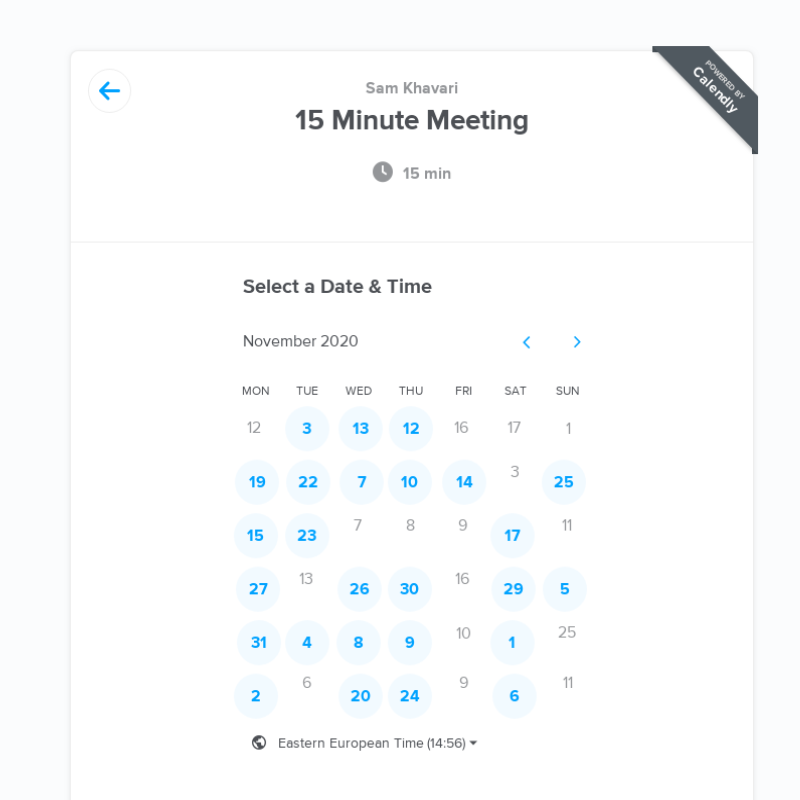 POWERED BY
Calendly
Sam Khavari
15 Minute Meeting
15 min
Select a Date & Time
November 2020
MON TUE WED THU FRI SAT SUN
12 3 13 12 16 17 1
19 22 7 10 14 3 25
15 23 7 8 9 17 11
27 13 26 30 16 29 5
31 4 8 9 10 1 25
2 6 20 24 9 6 11
Eastern European Time (14:56)